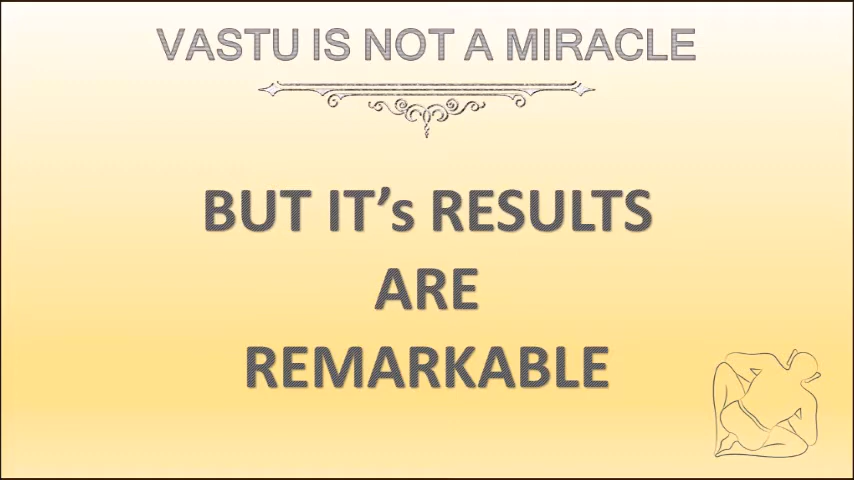 VASTU IS NOT A MIRACLE
BUT IT’s RESULTS
ARE
REMARKABLE